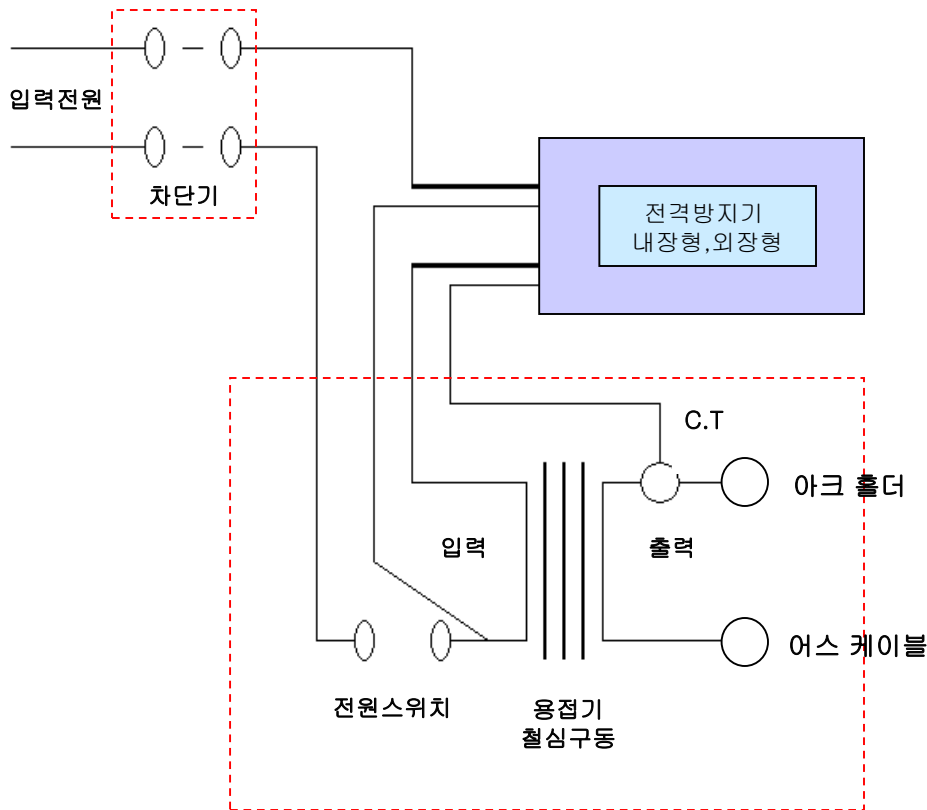 입력전원
차단기
전격방지기
내장형,외장형
C.T
아크 홀더
입력
출력
어스 케이블
전원스위치
용접기
철심구동